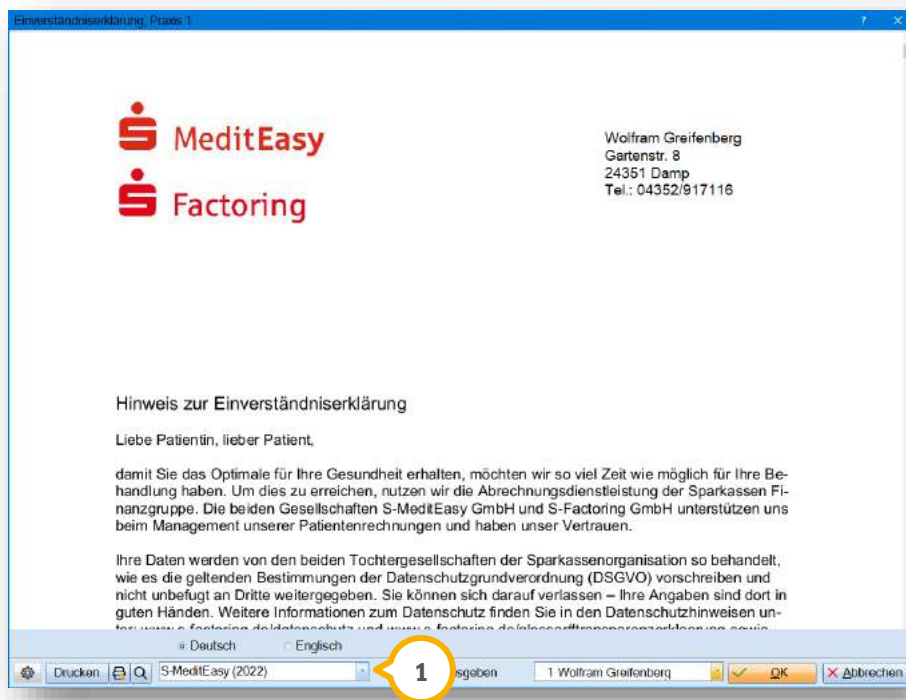 Einverständniserklärung, Praxis 1
? X
MeditEasy
Factoring
Wolfram Greifenberg
Gartenstr. 8
24351 Damp
Tel.: 04352/917116
Hinweis zur Einverständniserklärung
Liebe Patientin, lieber Patient,
damit Sie das Optimale für Ihre Gesundheit erhalten, möchten wir so viel Zeit wie möglich für Ihre Be-
handlung haben. Um dies zu erreichen, nutzen wir die Abrechnungsdienstleistung der Sparkassen Fi-
nanzgruppe. Die beiden Gesellschaften S-MeditEasy GmbH und S-Factoring GmbH unterstützen uns
beim Management unserer Patientenrechnungen und haben unser Vertrauen.
Ihre Daten werden von den beiden Tochtergesellschaften der Sparkassenorganisation so behandelt,
wie es die geltenden Bestimmungen der Datenschutzgrundverordnung (DSGVO) vorschreiben und
nicht unbefugt an Dritte weitergegeben. Sie können sich darauf verlassen – Ihre Angaben sind dort in
guten Händen. Weitere Informationen zum Datenschutz finden Sie in den Datenschutzhinweisen un-
Deutsch Englisch
Drucken S-MeditEasy (2022) 1 sgeben 1 Wolfram Greifenberg OK Abbrechen